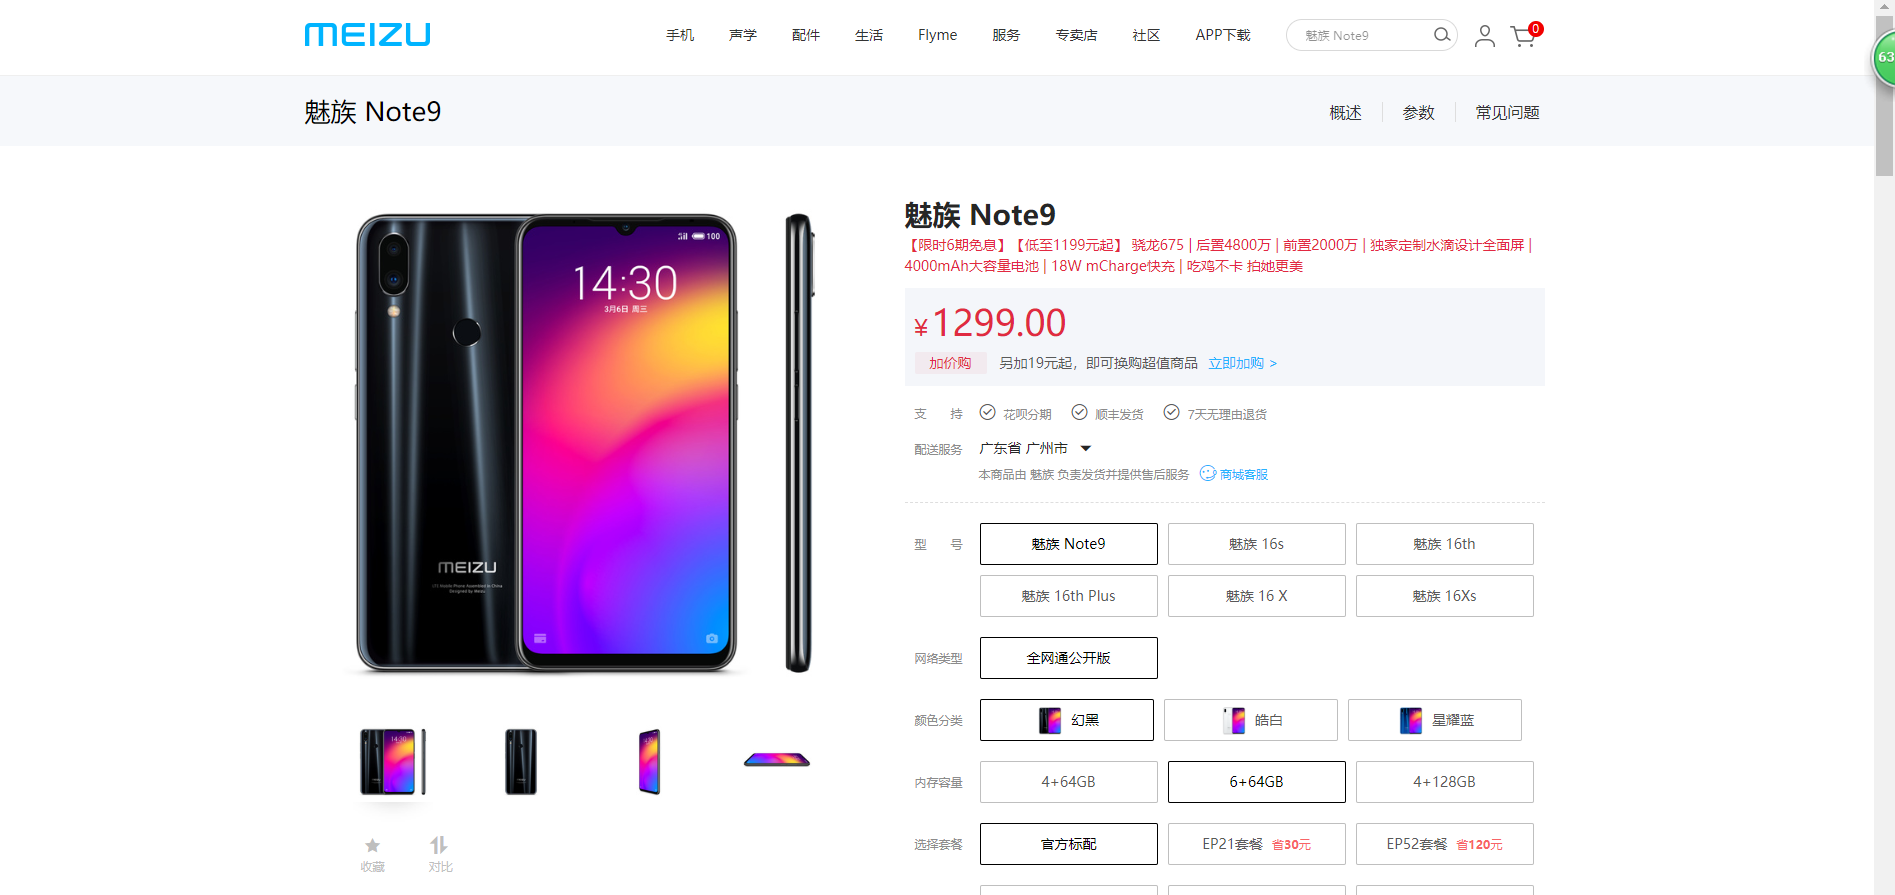 MEIZU
手机 声学 配件 生活 Flyme 服务 专卖店 社区 APP下载 魅族 Note9 0
63
魅族 Note9
概述 参数 常见问题
魅族 Note9
【限时6期免息】【低至1199元起】 骁龙675 | 后置4800万 | 前置2000万 | 独家定制水滴设计全面屏 |
4000mAh大容量电池 | 18W mCharge快充 | 吃鸡不卡 拍她更美
100
14:30
3月6日 周三
MEIZU
¥1299.00
加价购 另加19元起，即可换购超值商品 立即加购 >
支 持 花呗分期 顺丰发货 7天无理由退货
配送服务 广东省 广州市
本商品由 魅族 负责发货并提供售后服务 商城客服
型 号 魅族 Note9 魅族 16s 魅族 16th
魅族 16th Plus 魅族 16 X 魅族 16Xs
网络类型 全网通公开版
颜色分类 幻黑 皓白 星耀蓝
内存容量 4+64GB 6+64GB 4+128GB
选择套餐 官方标配 EP21套餐 省30元 EP52套餐 省120元
收藏 对比